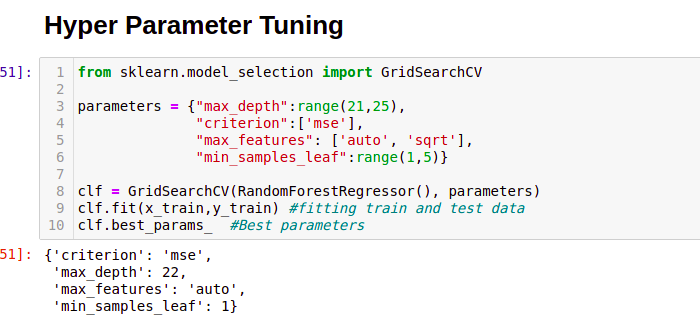 Hyper Parameter Tuning
51]:
1 from sklearn.model_selection import GridSearchCV
2
3 parameters = {"max_depth":range(21,25),
4 "criterion":['mse'],
5 "max_features": ['auto', 'sqrt'],
6 "min_samples_leaf":range(1,5)}
7
8 clf = GridSearchCV(RandomForestRegressor(), parameters)
9 clf.fit(x_train,y_train) #fitting train and test data
10 clf.best_params_ #Best parameters
51]: {'criterion': 'mse',
'max_depth': 22,
'max_features': 'auto',
'min_samples_leaf': 1}